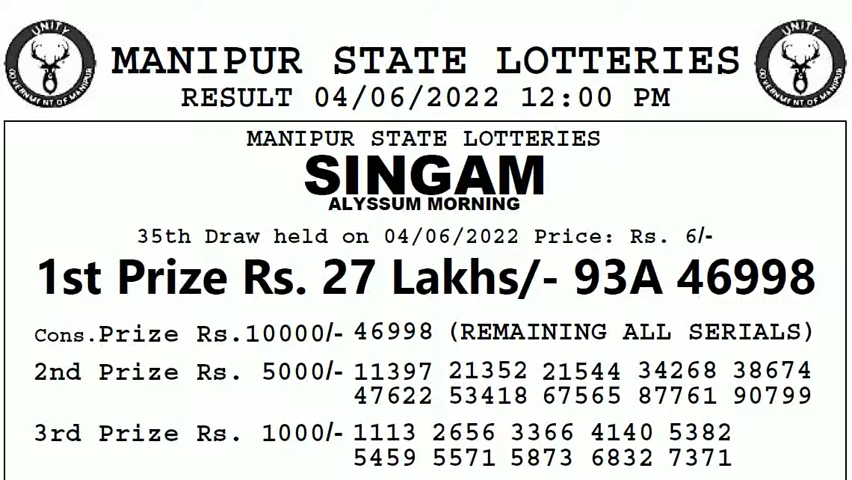 UNITY
GOVERNMENT OF MANIPUR
MANIPUR STATE LOTTERIES
RESULT 04/06/2022 12:00 PM
UNITY
GOVERNMENT OF MANIPUR
MANIPUR STATE LOTTERIES
SINGAM
ALYSSUM MORNING
35th Draw held on 04/06/2022 Price: Rs. 6/-
1st Prize Rs. 27 Lakhs/- 93A 46998
Cons.Prize Rs.10000/- 46998 (REMAINING ALL SERIALS)
2nd Prize Rs. 5000/- 11397 21352 21544 34268 38674
47622 53418 67565 87761 90799
3rd Prize Rs. 1000/- 1113 2656 3366 4140 5382
5459 5571 5873 6832 7371